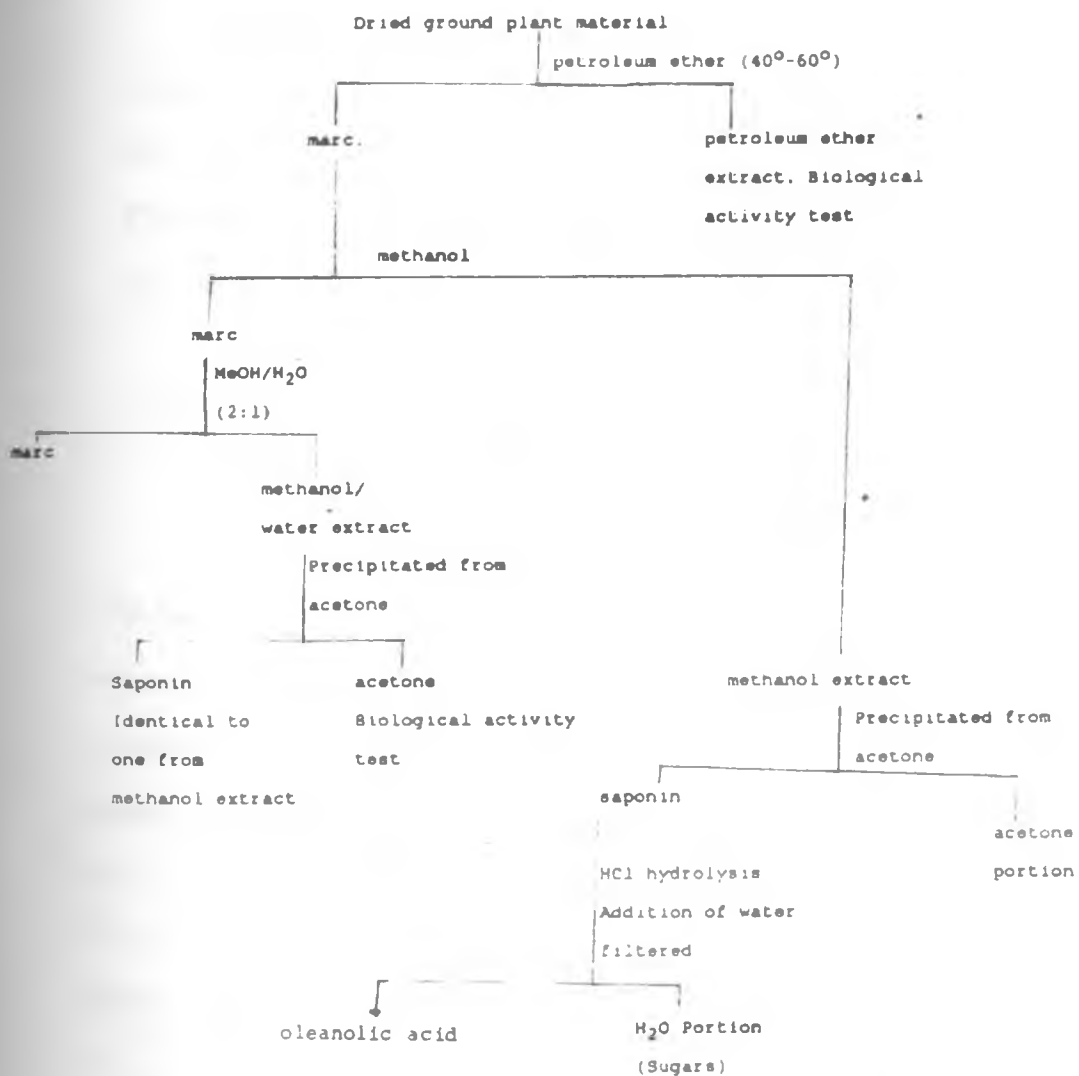 Dried ground plant material
petroleum ether (40°-60°)
marc.
petroleum ether
extract. Biological
activity test
methanol
marc
MeOH/H₂O
(2:1)
marc
methanol/
water extract
Precipitated from
acetone
Saponin
Identical to
one from
methanol extract
acetone
Biological activity
test
methanol extract
Precipitated from
acetone
saponin
acetone
portion
HCl hydrolysis
Addition of water
filtered
oleanolic acid
H₂O Portion
(Sugars)